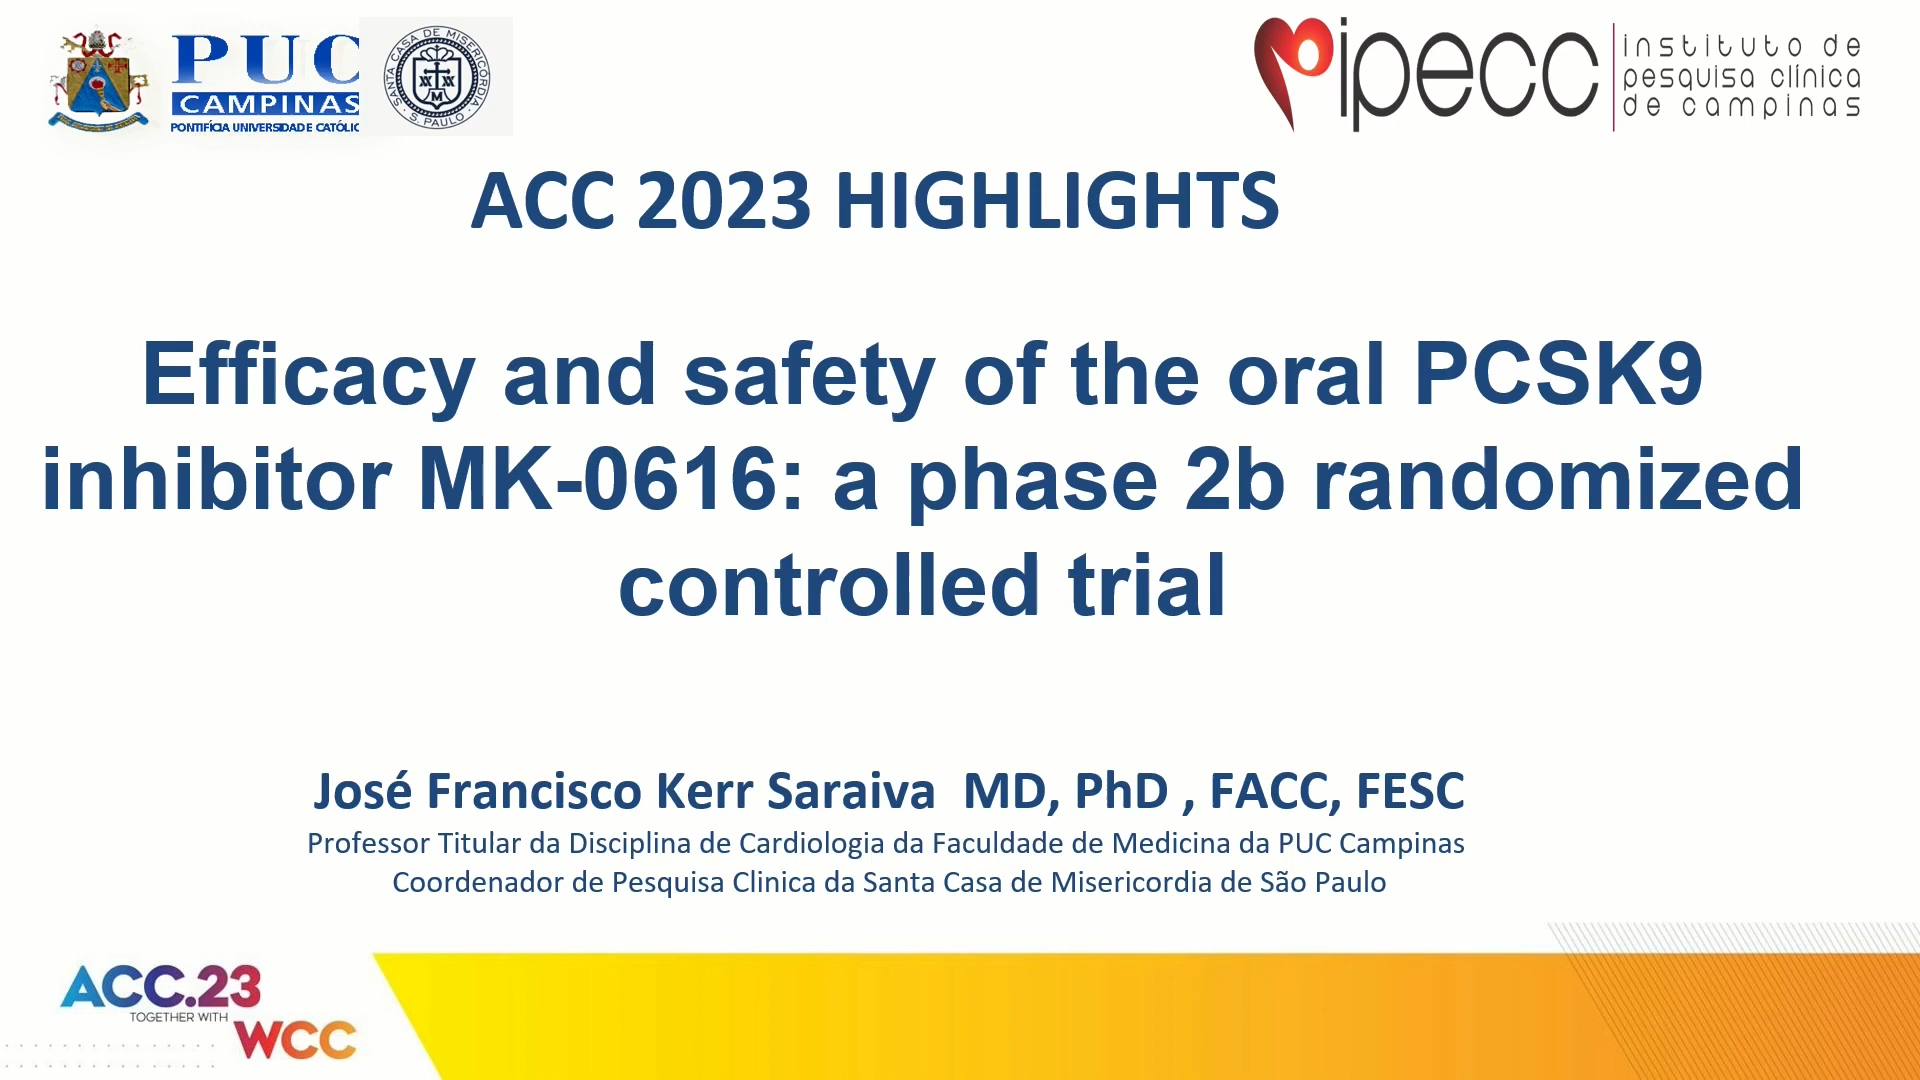 PUC
CAMPINAS
PONTIFÍCIA UNIVERSIDADE CATÓLIC
SANTA CASA DE MISERICORDIA
S. PAULO
M
ipecc
instituto de
pesquisa clínica
de campinas
ACC 2023 HIGHLIGHTS
Efficacy and safety of the oral PCSK9
inhibitor MK-0616: a phase 2b randomized
controlled trial
José Francisco Kerr Saraiva  MD, PhD , FACC, FESC
Professor Titular da Disciplina de Cardiologia da Faculdade de Medicina da PUC Campinas
Coordenador de Pesquisa Clinica da Santa Casa de Misericordia de São Paulo
ACC.23
TOGETHER WITH
WCC